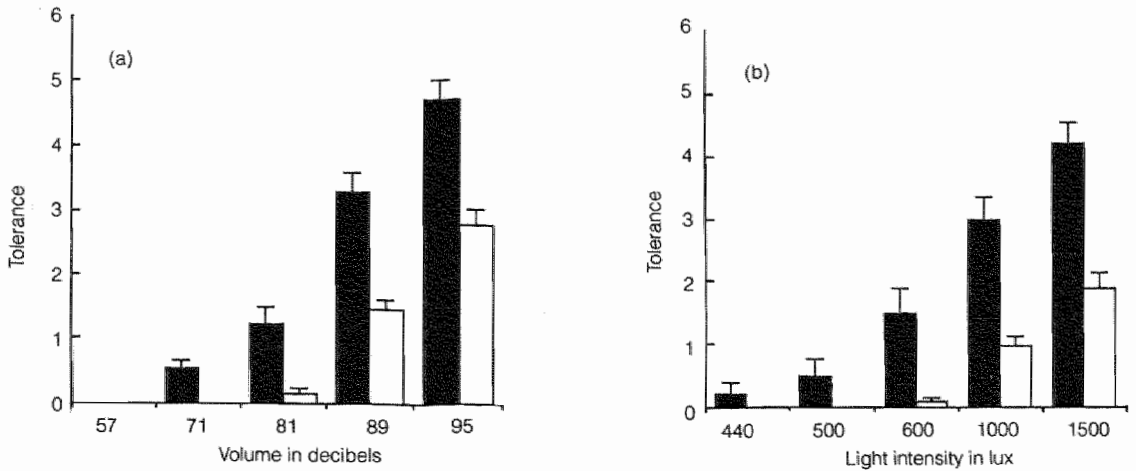 (a)
Tolerance
6
5
4
3
2
1
0
57 71 81 89 95
Volume in decibels
(b)
Tolerance
6
5
4
3
2
1
0
440 500 600 1000 1500
Light intensity in lux